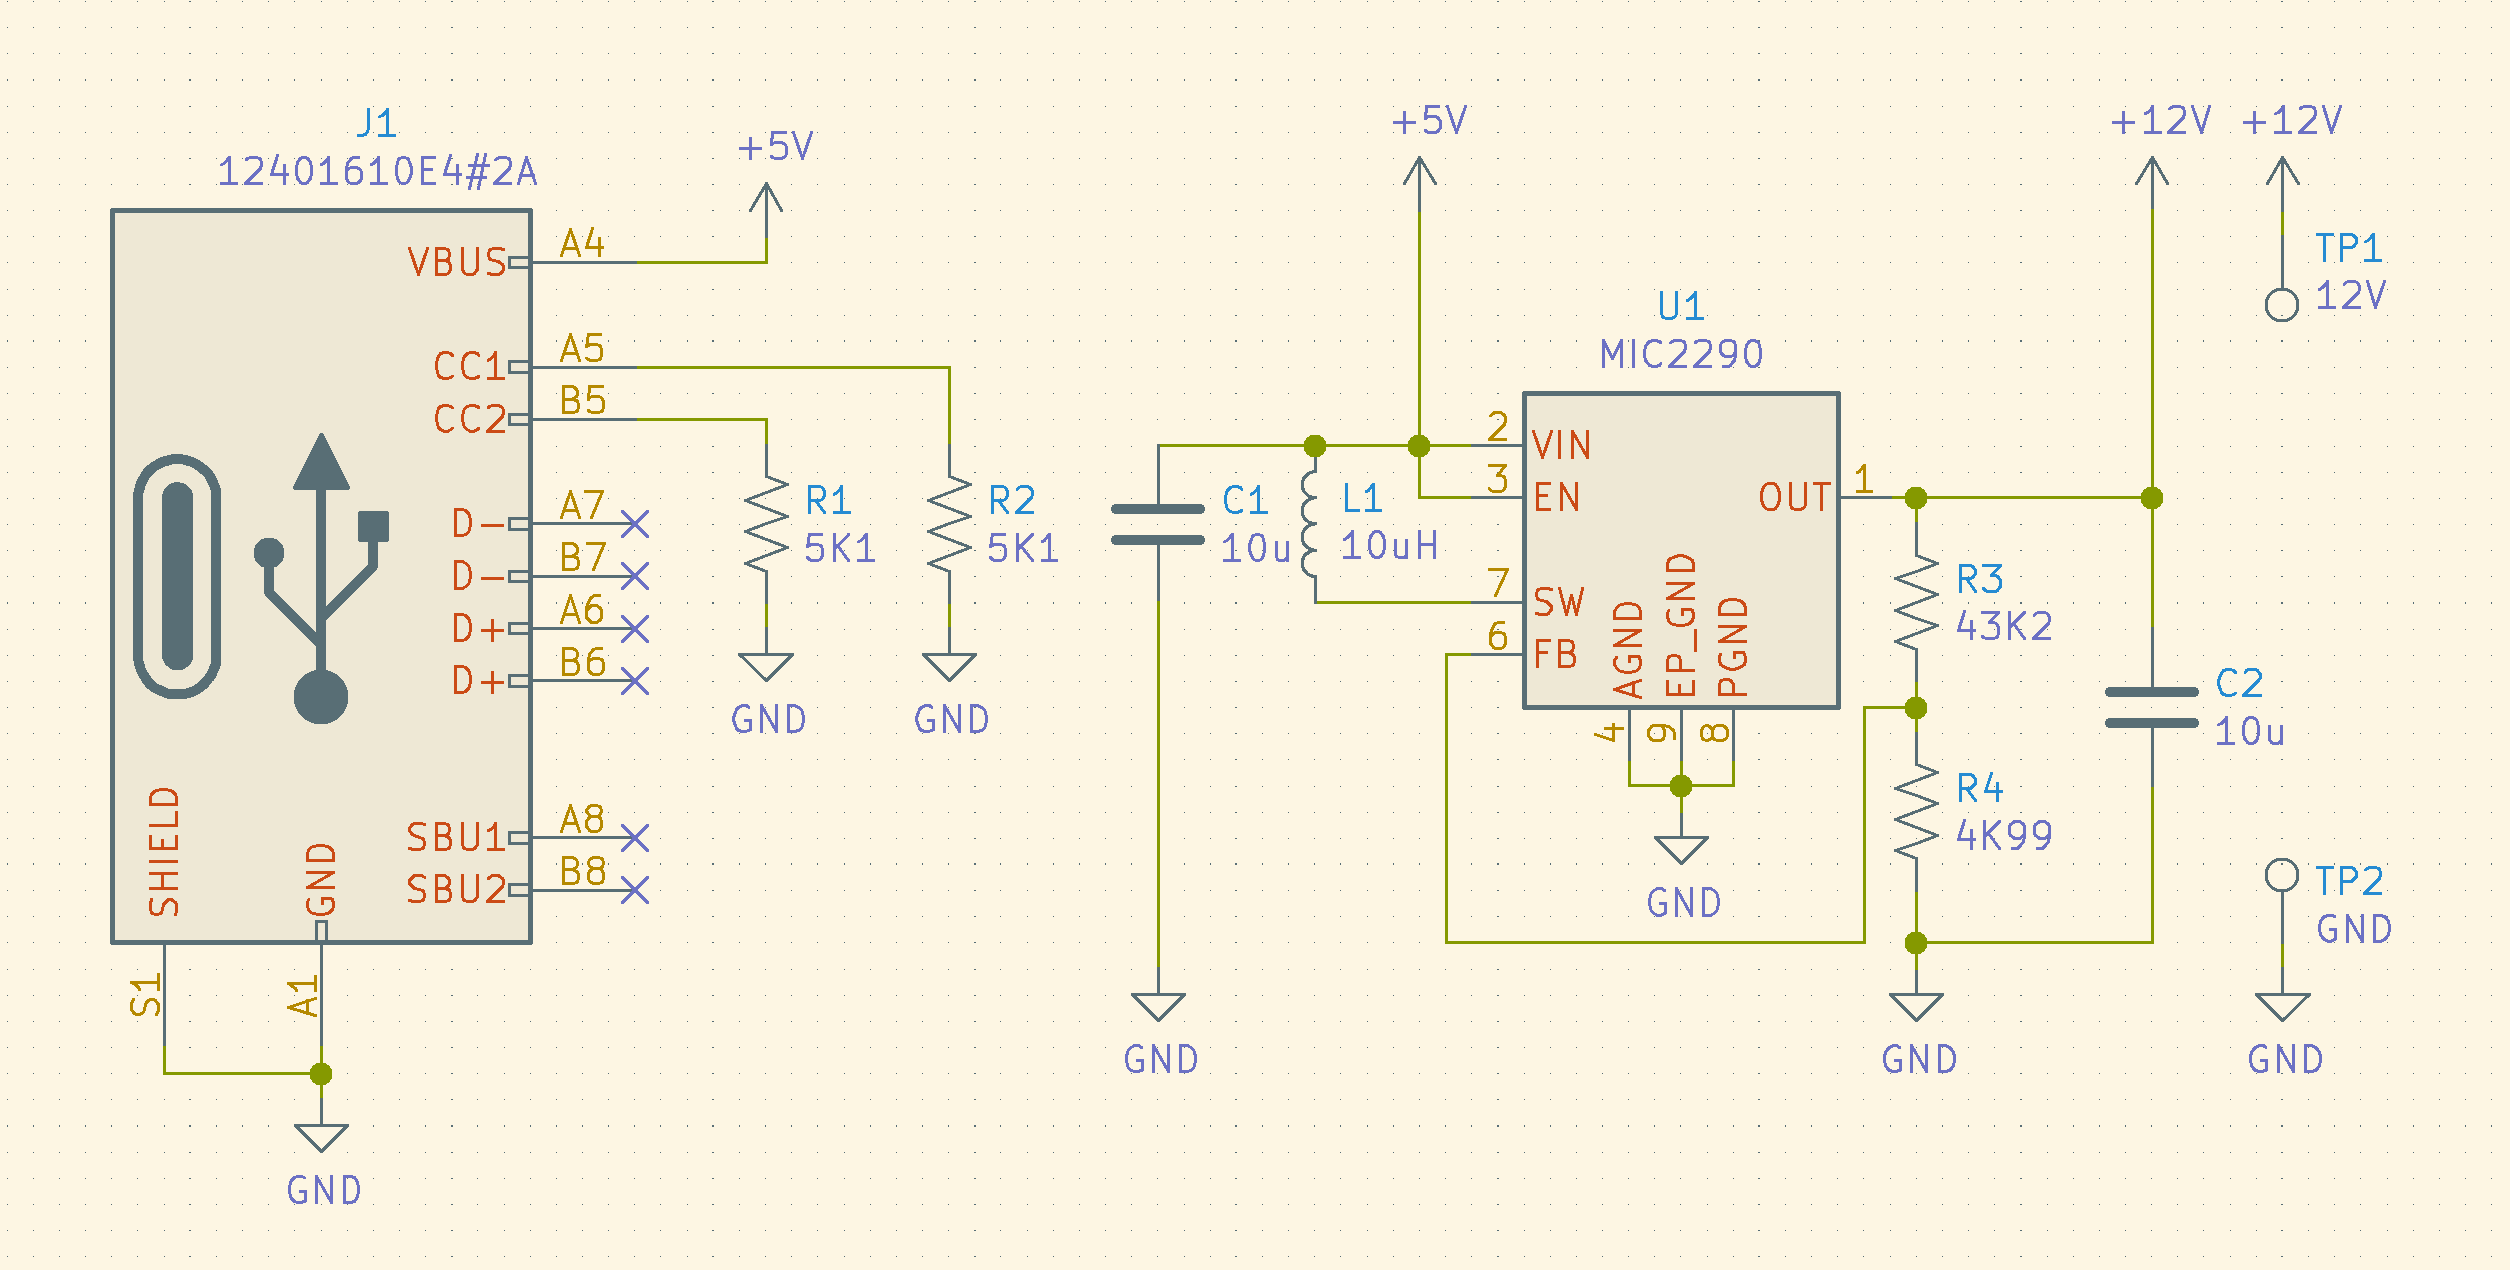 J1
12401610E4#2A
VBUS
A4
+5V
CC1
A5
CC2
B5
D-
A7
D-
B7
D+
A6
D+
B6
SBU1
A8
SBU2
B8
SHIELD
GND
S1
A1
GND
R1
5K1
GND
R2
5K1
GND
+5V
C1
10u
GND
L1
10uH
U1
MIC2290
2
VIN
3
EN
7
SW
6
FB
OUT
1
AGND
EP_GND
PGND
4
9
8
GND
R3
43K2
R4
4K99
GND
+12V
C2
10u
+12V
TP1
12V
TP2
GND
GND